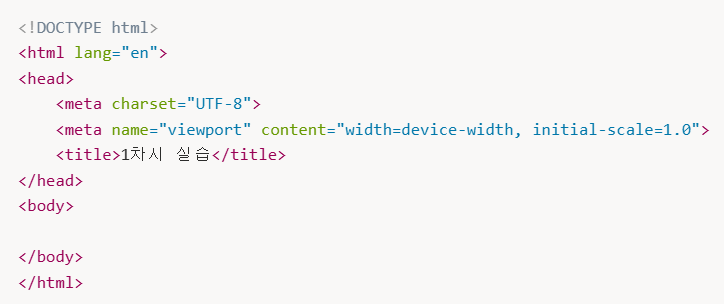 <!DOCTYPE html>
<html lang="en">
<head>
    <meta charset="UTF-8">
    <meta name="viewport" content="width=device-width, initial-scale=1.0">
    <title>1차시 실습</title>
</head>
<body>

</body>
</html>